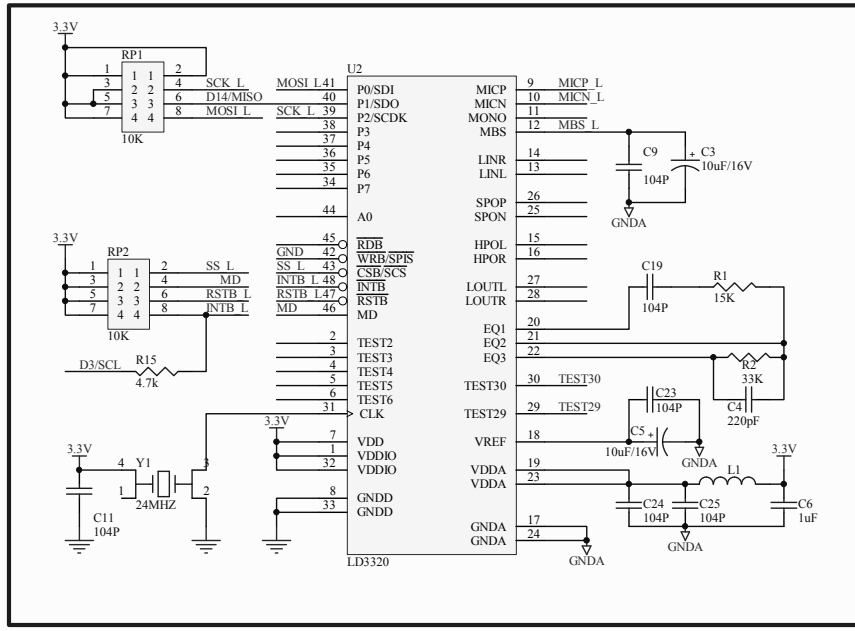 3.3V
RP1
1 1 1 2
3 2 2 4 SCK_L
5 3 3 6 D14/MISO
7 4 4 8 MOSI_L
10K
3.3V
RP2
1 1 1 2 SS_L
3 2 2 4 MD
5 3 3 6 RSTB_L
7 4 4 8 INTB_L
10K
D3/SCL
R15
4.7k
3.3V
4 Y1 3
1 24MHZ 2
C11
104P
U2
MOSI_L 41 P0/SDI
40 P1/SDO
SCK_L 39 P2/SCDK
38 P3
37 P4
36 P5
35 P6
34 P7
44 A0
45 RDB
GND 42 WRB/SPIS
SS_L 43 CSB/SCS
INTB_L 48 INTB
RSTB_L 47 RSTB
MD 46 MD
2 TEST2
3 TEST3
4 TEST4
5 TEST5
6 TEST6
31 CLK
3.3V
7 VDD
1 VDDIO
32 VDDIO
8 GNDD
33 GNDD
LD3320
MICP 9 MICP_L
MICN 10 MICN_L
MONO 11
MBS 12 MBS_L
LINR 14
LINL 13
SPOP 26
SPON 25
HPOL 15
HPOR 16
LOUTL 27
LOUTR 28
EQ1 20
EQ2 21
EQ3 22
TEST30 30 TEST30
TEST29 29 TEST29
VREF 18
VDDA 19
VDDA 23
GNDA 17
GNDA 24
GNDA
C9
104P
C3
+
10uF/16V
GNDA
C19
104P
R1
15K
R2
33K
C4
220pF
C23
104P
C5 +
10uF/16V
GNDA
L1
3.3V
C24
104P
C25
104P
C6
1uF
GNDA